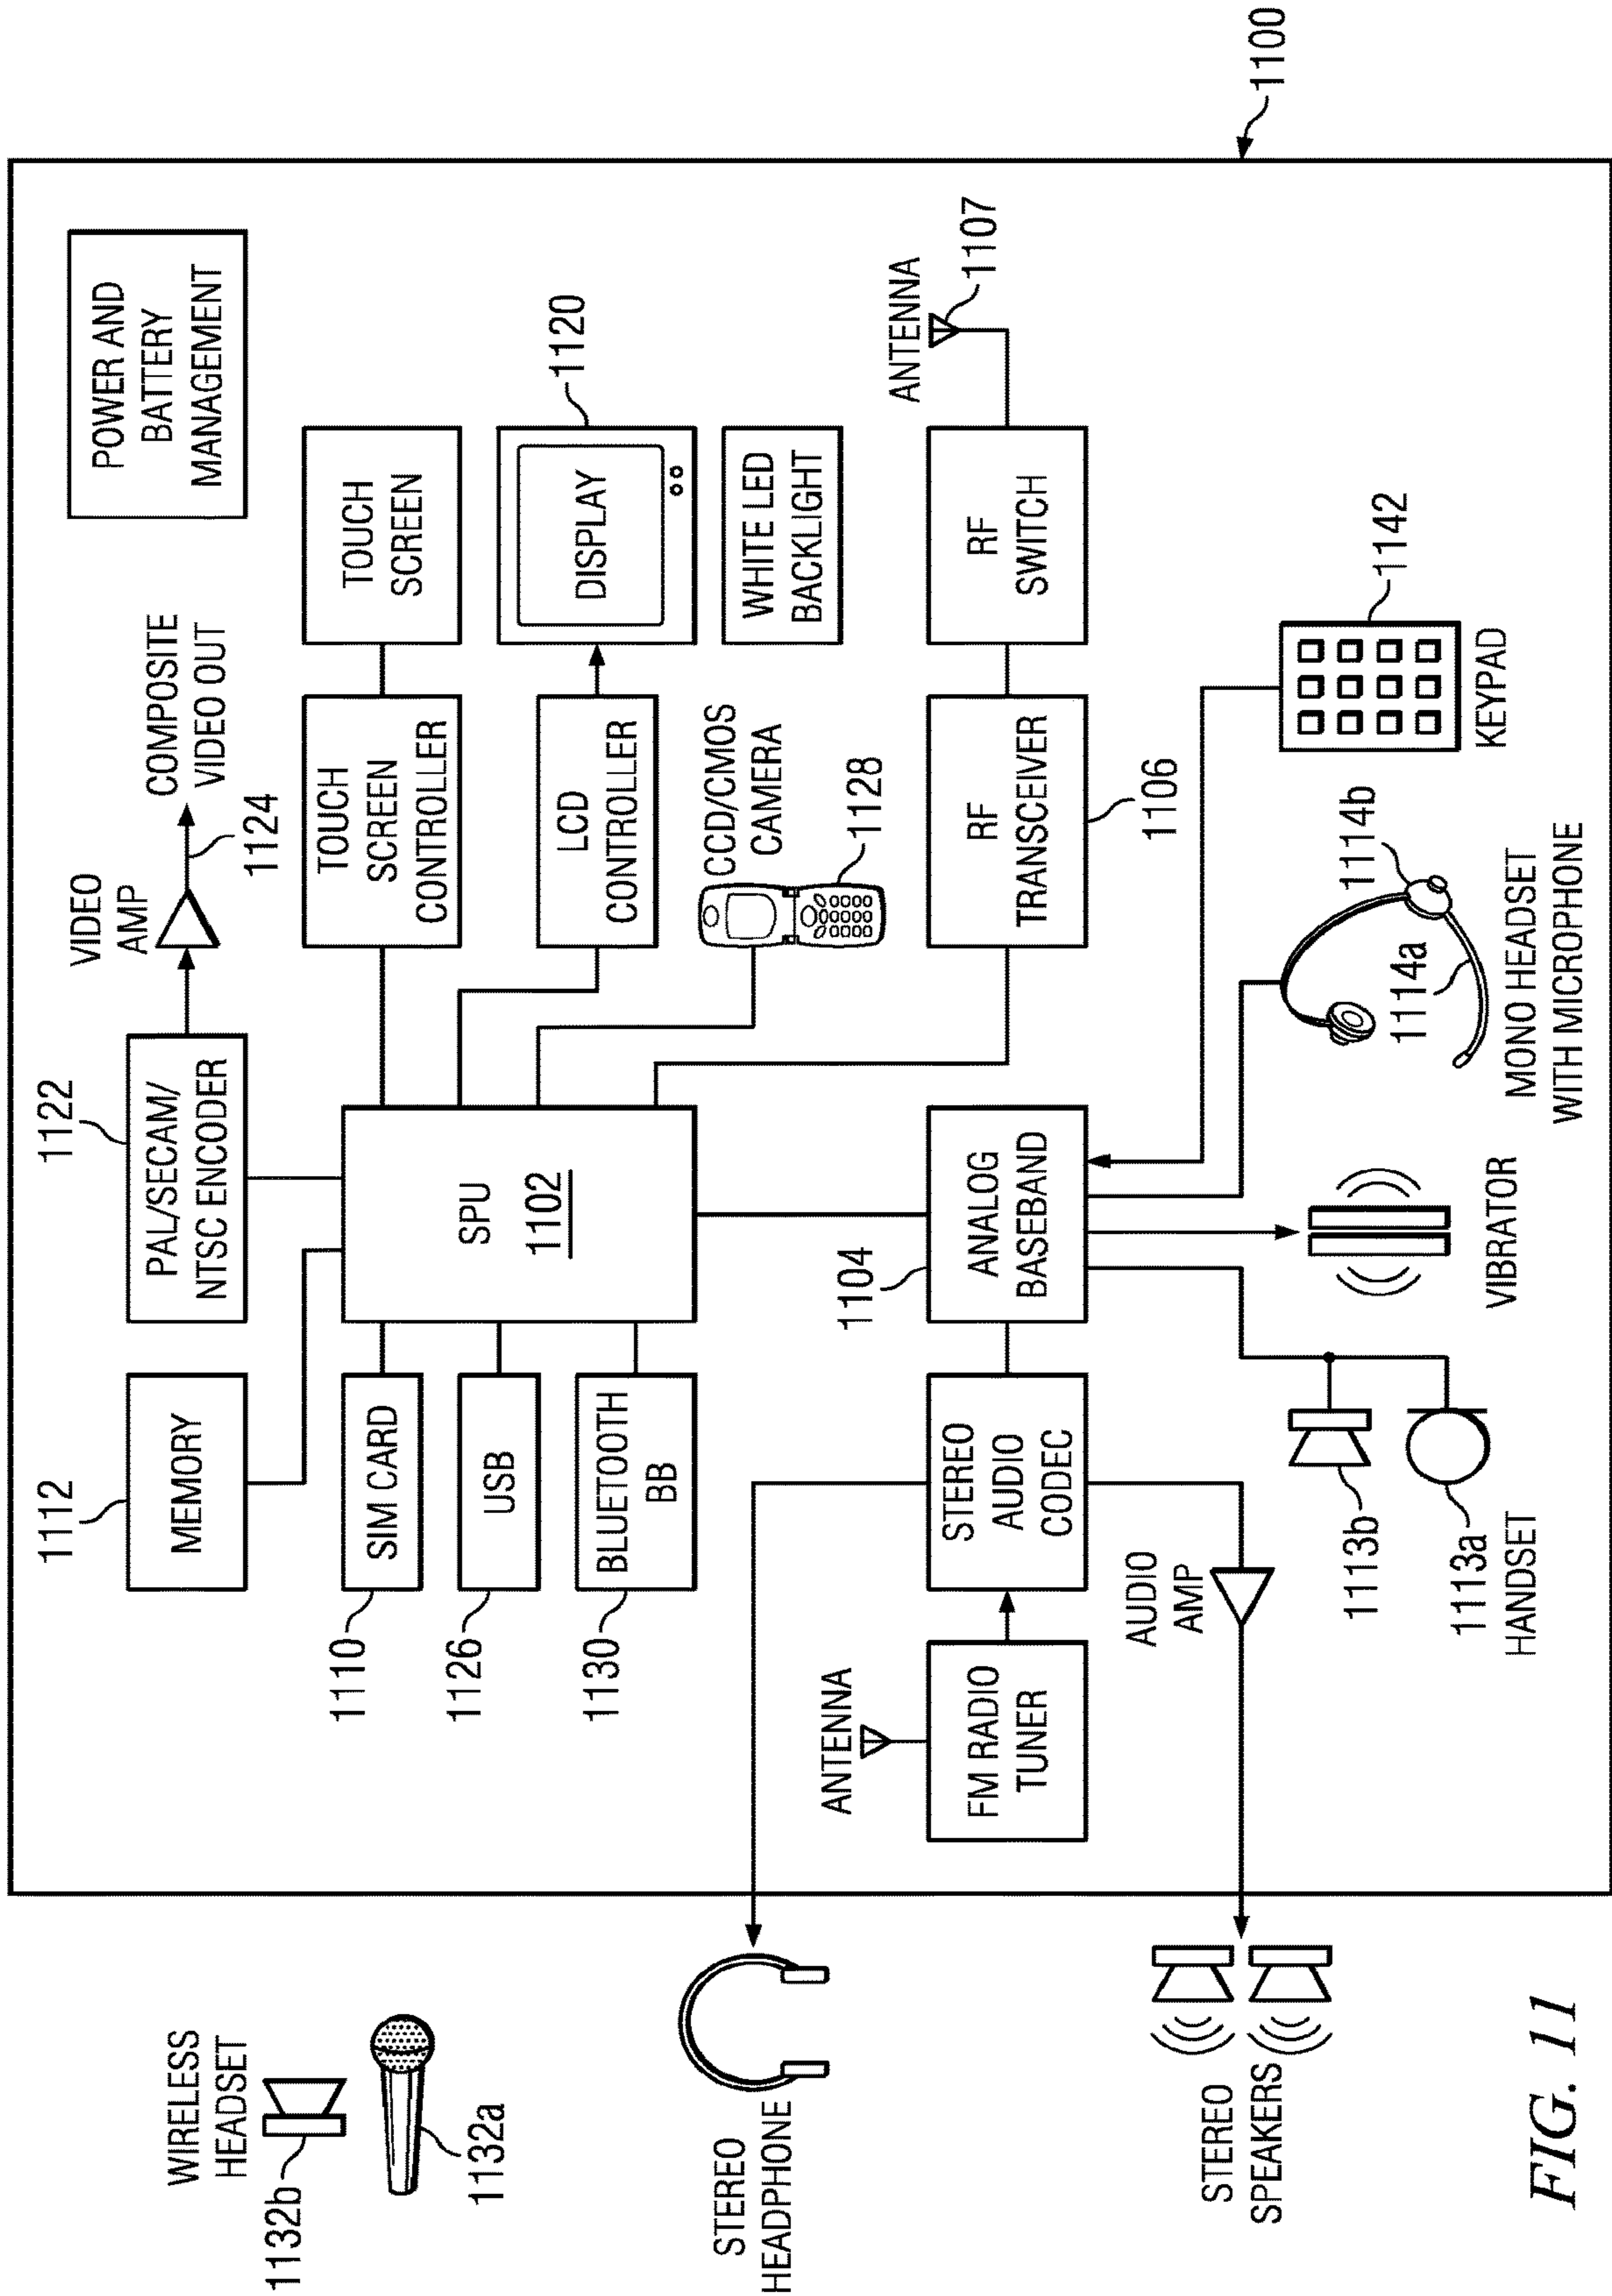 1100
POWER AND
BATTERY
MANAGEMENT
COMPOSITE
VIDEO OUT
1124
VIDEO
AMP
1122
PAL/SECAM/
NTSC ENCODER
1112
MEMORY
TOUCH
SCREEN
TOUCH
SCREEN
CONTROLLER
1120
DISPLAY
LCD
CONTROLLER
WHITE LED
BACKLIGHT
CCD/CMOS
CAMERA
1128
SPU
1102
SIM CARD
1110
USB
1126
BLUETOOTH
BB
1130
WIRELESS
HEADSET
1132b
1132a
ANTENNA
1107
RF
SWITCH
RF
TRANSCEIVER
1106
1104
ANALOG
BASEBAND
STEREO
AUDIO
CODEC
ANTENNA
FM RADIO
TUNER
STEREO
HEADPHONE
AUDIO
AMP
STEREO
SPEAKERS
1142
KEYPAD
1114b
1114a
MONO HEADSET
WITH MICROPHONE
VIBRATOR
1113b
1113a
HANDSET
FIG. 11